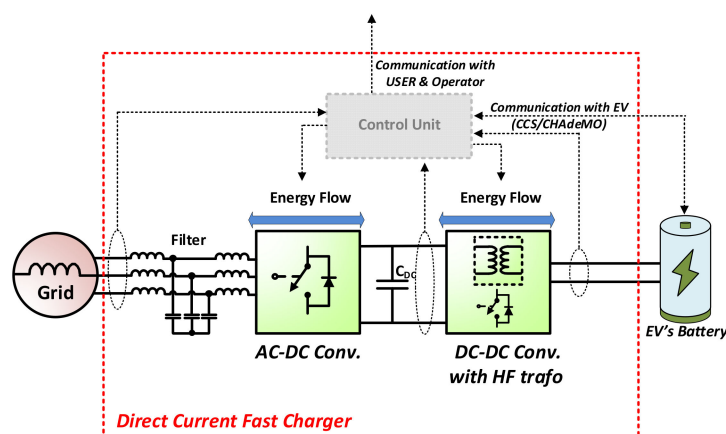 Communication with
USER & Operator
Communication with EV
(CCS/CHAdeMO)
Control Unit
Energy Flow
Energy Flow
Filter
Grid
C_DC
EV's Battery
AC-DC Conv.
DC-DC Conv.
with HF trafo
Direct Current Fast Charger